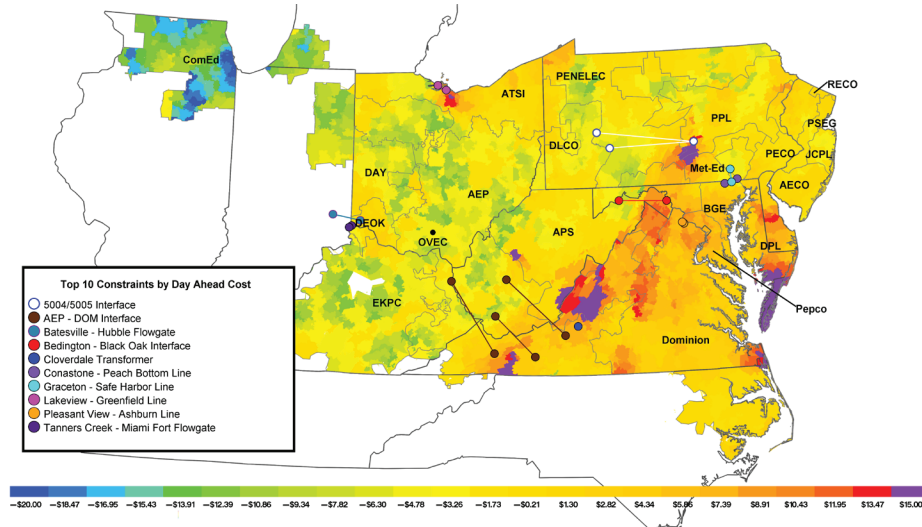 ComEd
ATSI
PENELEC
RECO
PPL
PSEG
DLCO
PECO
JCPL
Met-Ed
DAY
AEP
AECO
BGE
DEOK
OVEC
APS
DPL
EKPC
Pepco
Dominion
Top 10 Constraints by Day Ahead Cost
5004/5005 Interface
AEP - DOM Interface
Batesville - Hubble Flowgate
Bedington - Black Oak Interface
Cloverdale Transformer
Conastone - Peach Bottom Line
Graceton - Safe Harbor Line
Lakeview - Greenfield Line
Pleasant View - Ashburn Line
Tanners Creek - Miami Fort Flowgate
–$20.00 –$18.47 –$16.95 –$15.43 –$13.91 –$12.39 –$10.86 –$9.34 –$7.82 –$6.30 –$4.78 –$3.26 –$1.73 –$0.21 $1.30 $2.82 $4.34 $5.86 $7.39 $8.91 $10.43 $11.95 $13.47 $15.00